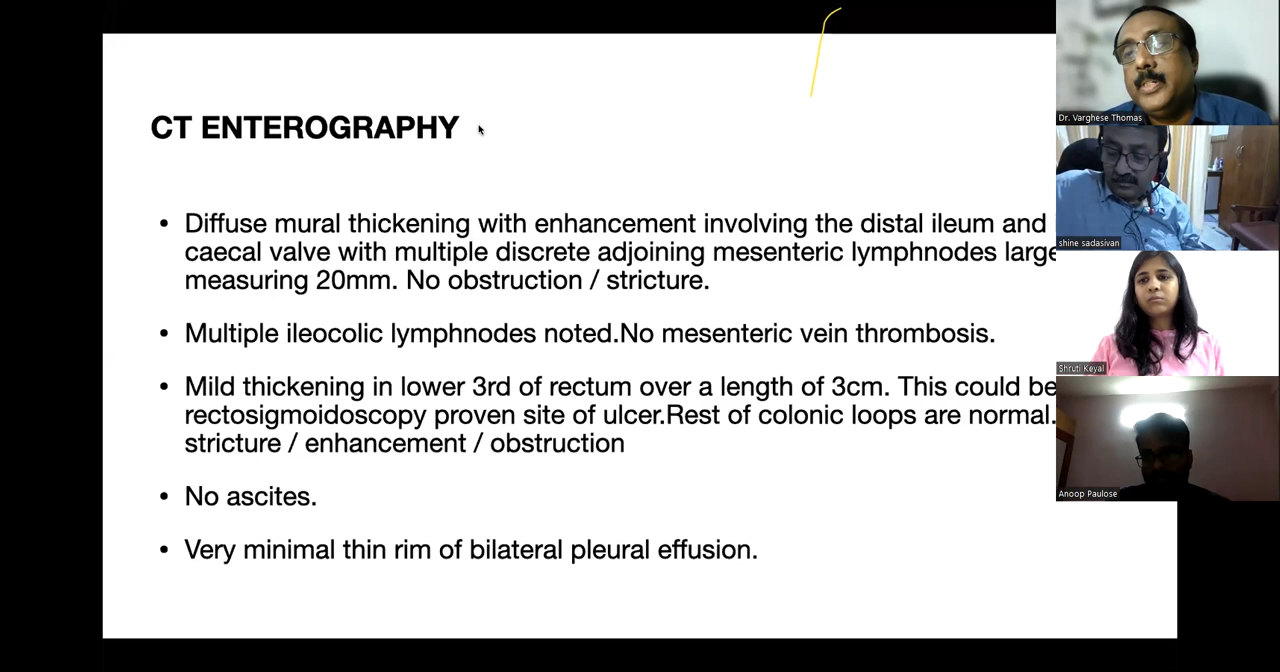 CT ENTEROGRAPHY
• Diffuse mural thickening with enhancement involving the distal ileum and
caecal valve with multiple discrete adjoining mesenteric lymphnodes large
measuring 20mm. No obstruction / stricture.
• Multiple ileocolic lymphnodes noted.No mesenteric vein thrombosis.
• Mild thickening in lower 3rd of rectum over a length of 3cm. This could be
rectosigmoidoscopy proven site of ulcer.Rest of colonic loops are normal.
stricture / enhancement / obstruction
• No ascites.
• Very minimal thin rim of bilateral pleural effusion.
Dr. Varghese Thomas
shine sadasivan
Shruti Keyal
Anoop Paulose